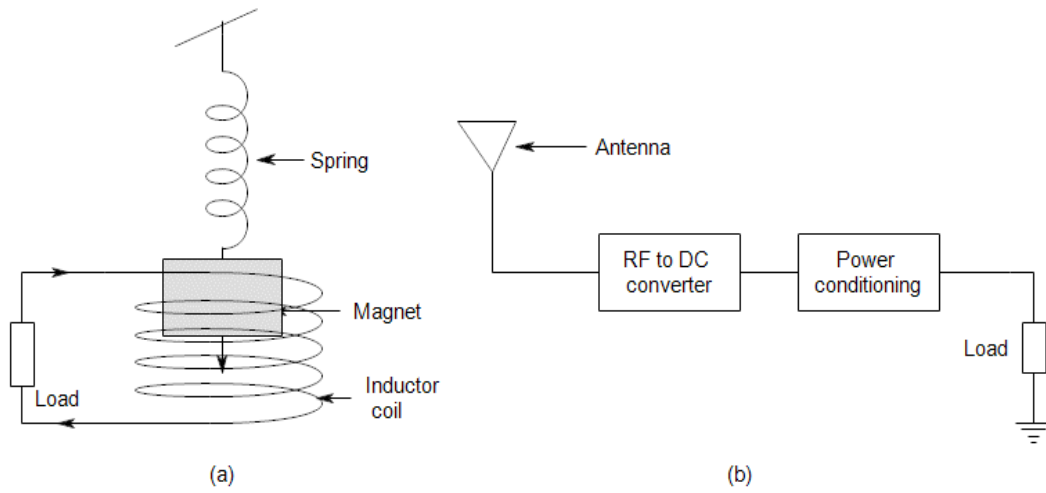 Spring
Magnet
Load
Inductor
coil
(a)
Antenna
RF to DC
converter
Power
conditioning
Load
(b)